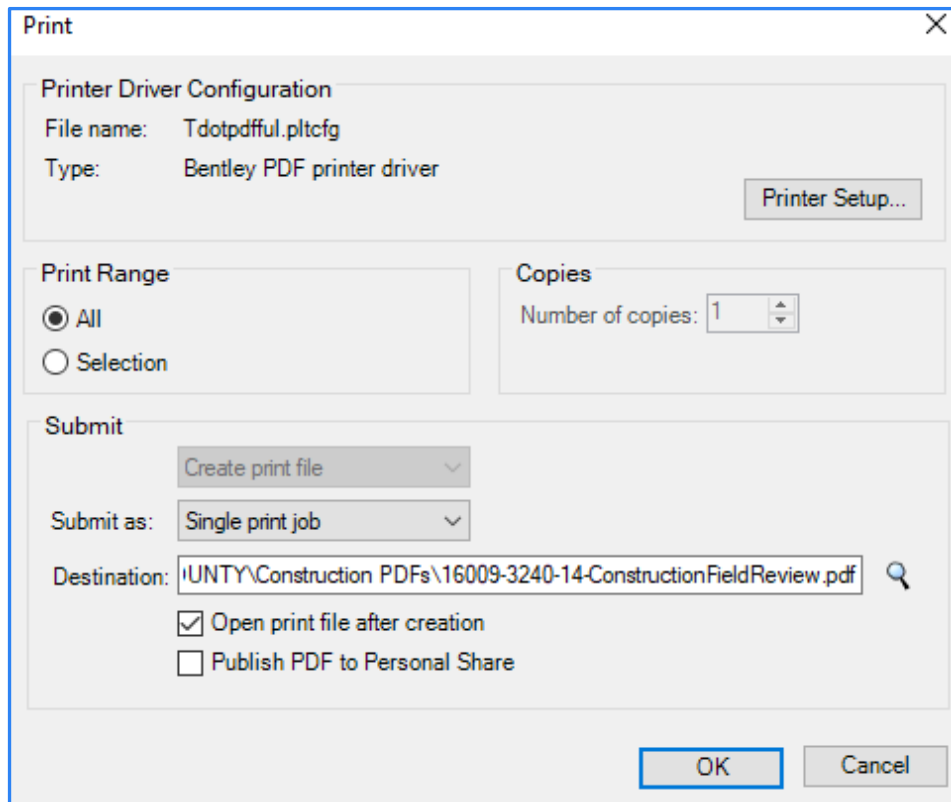 Print
Printer Driver Configuration
File name: Tdotpdfful.pltcfg
Type: Bentley PDF printer driver
Printer Setup...
Print Range
All
Selection
Copies
Number of copies: 1
Submit
Create print file
Submit as: Single print job
Destination: UNTY\Construction PDFs\16009-3240-14-ConstructionFieldReview.pdf
Open print file after creation
Publish PDF to Personal Share
OK Cancel